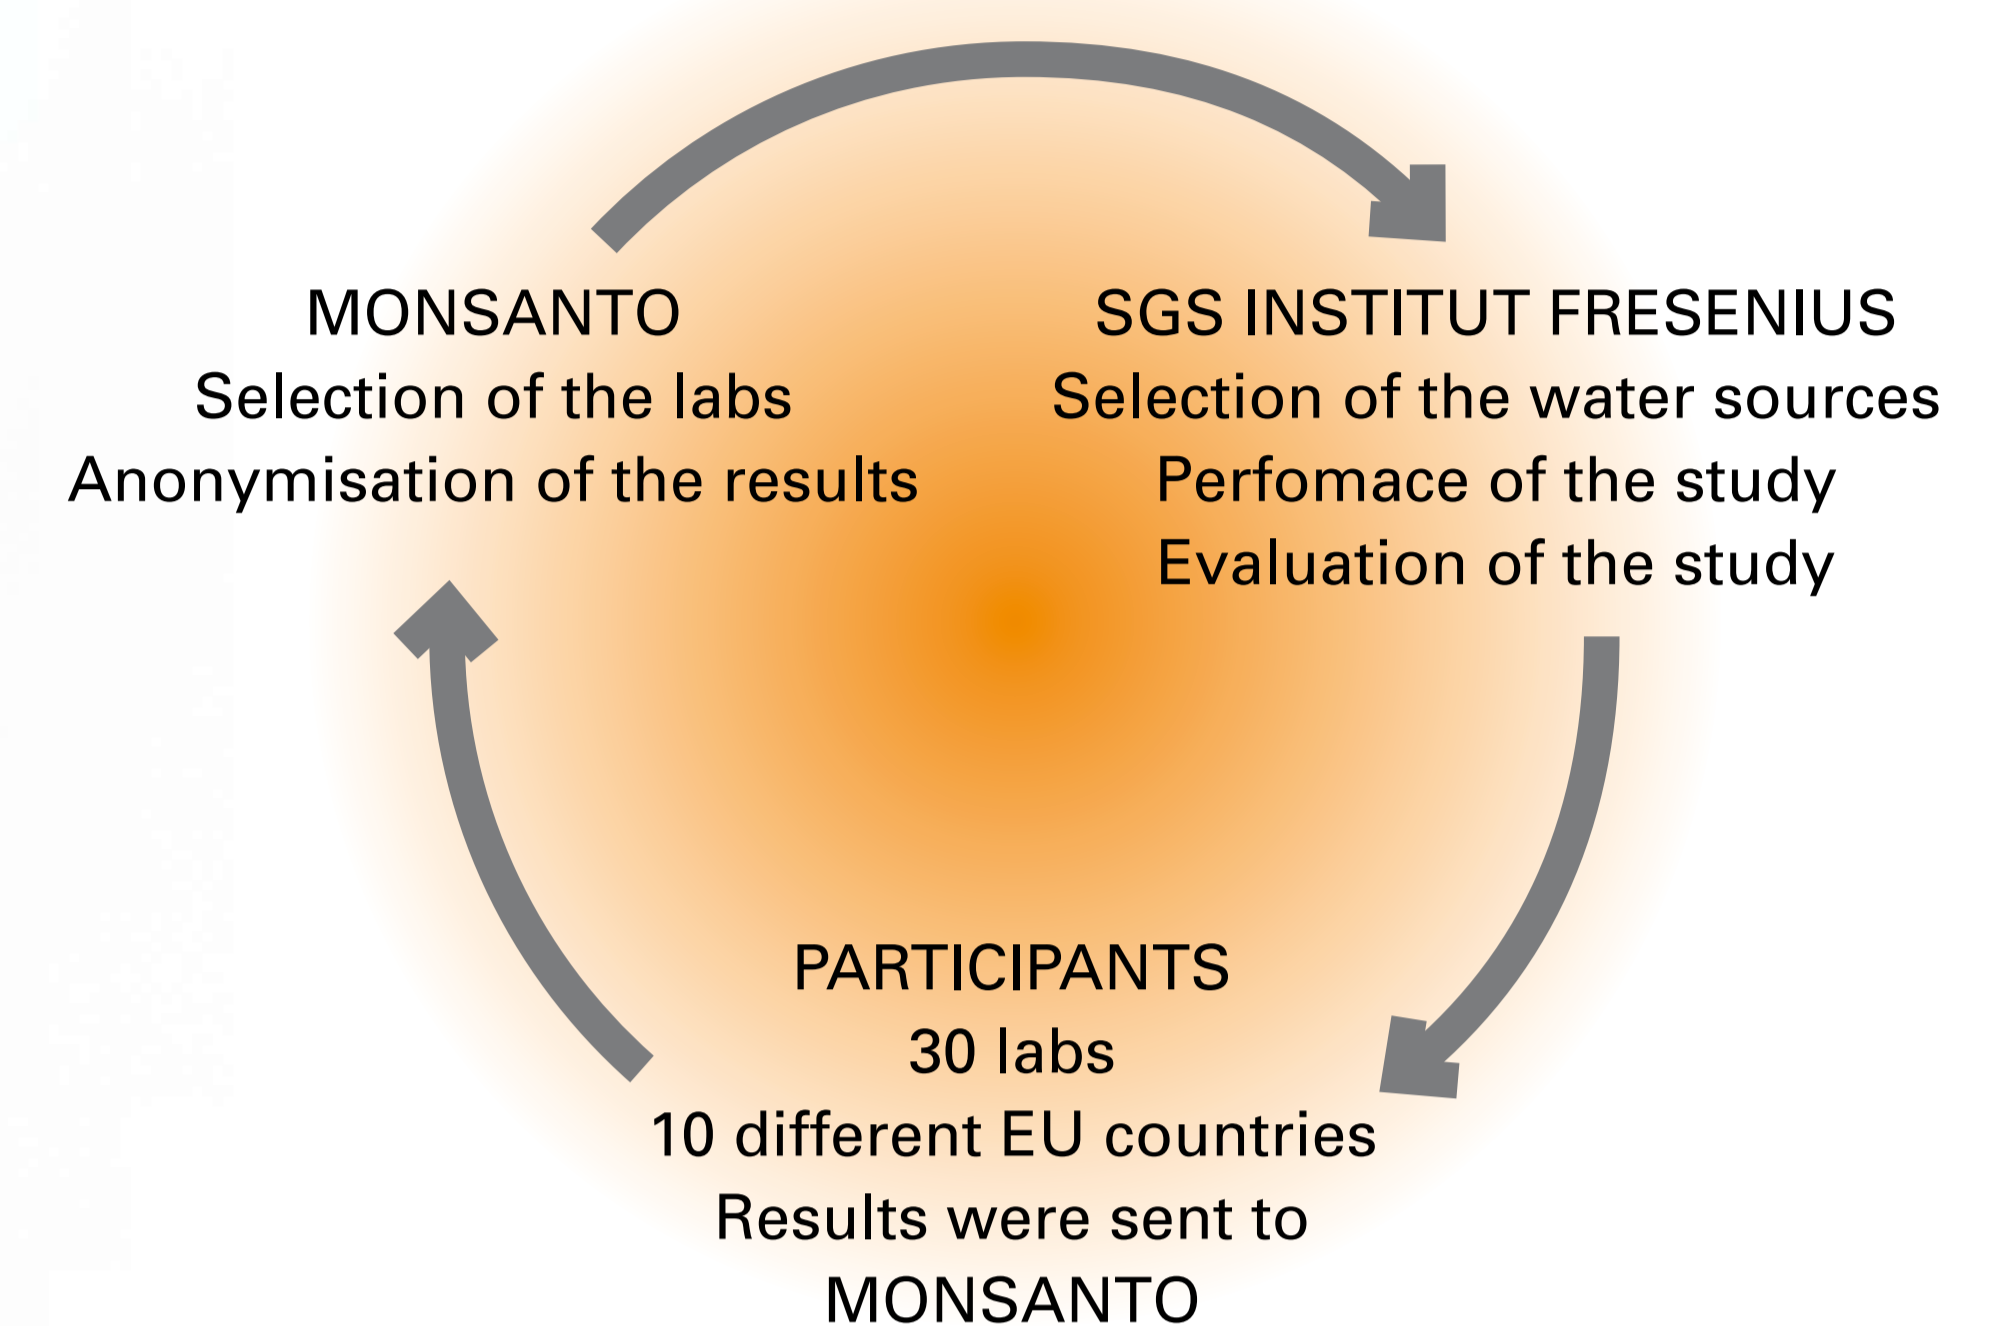 MONSANTO
Selection of the labs
Anonymisation of the results
SGS INSTITUT FRESENIUS
Selection of the water sources
Perfomace of the study
Evaluation of the study
PARTICIPANTS
30 labs
10 different EU countries
Results were sent to
MONSANTO